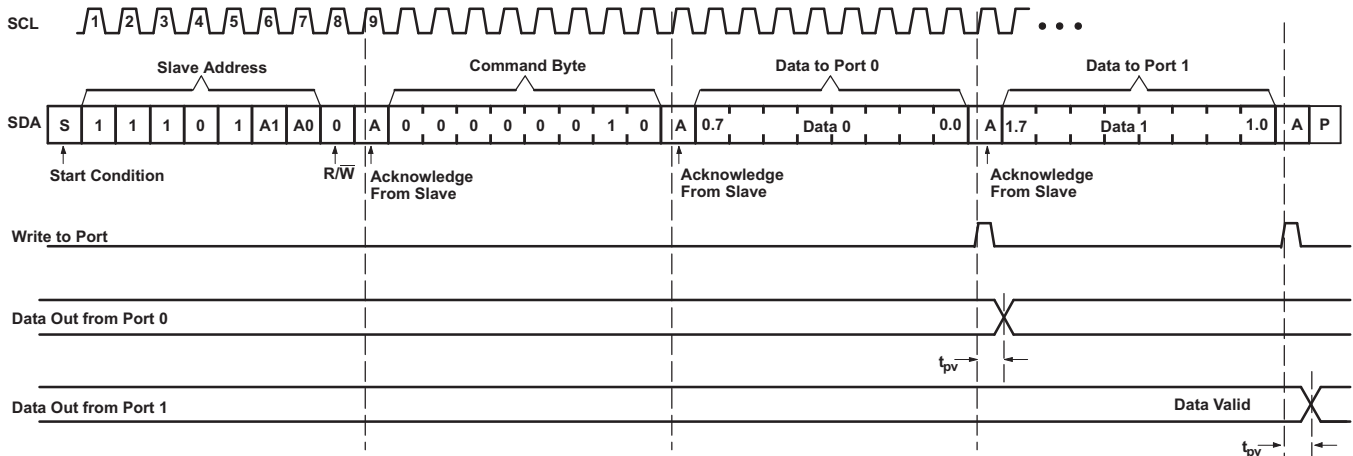 SCL 1 2 3 4 5 6 7 8 9
Slave Address Command Byte Data to Port 0 Data to Port 1
SDA S 1 1 1 0 1 A1 A0 0 A 0 0 0 0 0 0 1 0 A 0.7 Data 0 0.0 A 1.7 Data 1 1.0 A P
Start Condition R/W̅ Acknowledge From Slave Acknowledge From Slave Acknowledge From Slave
Write to Port
Data Out from Port 0
tpv
Data Out from Port 1 Data Valid
tpv